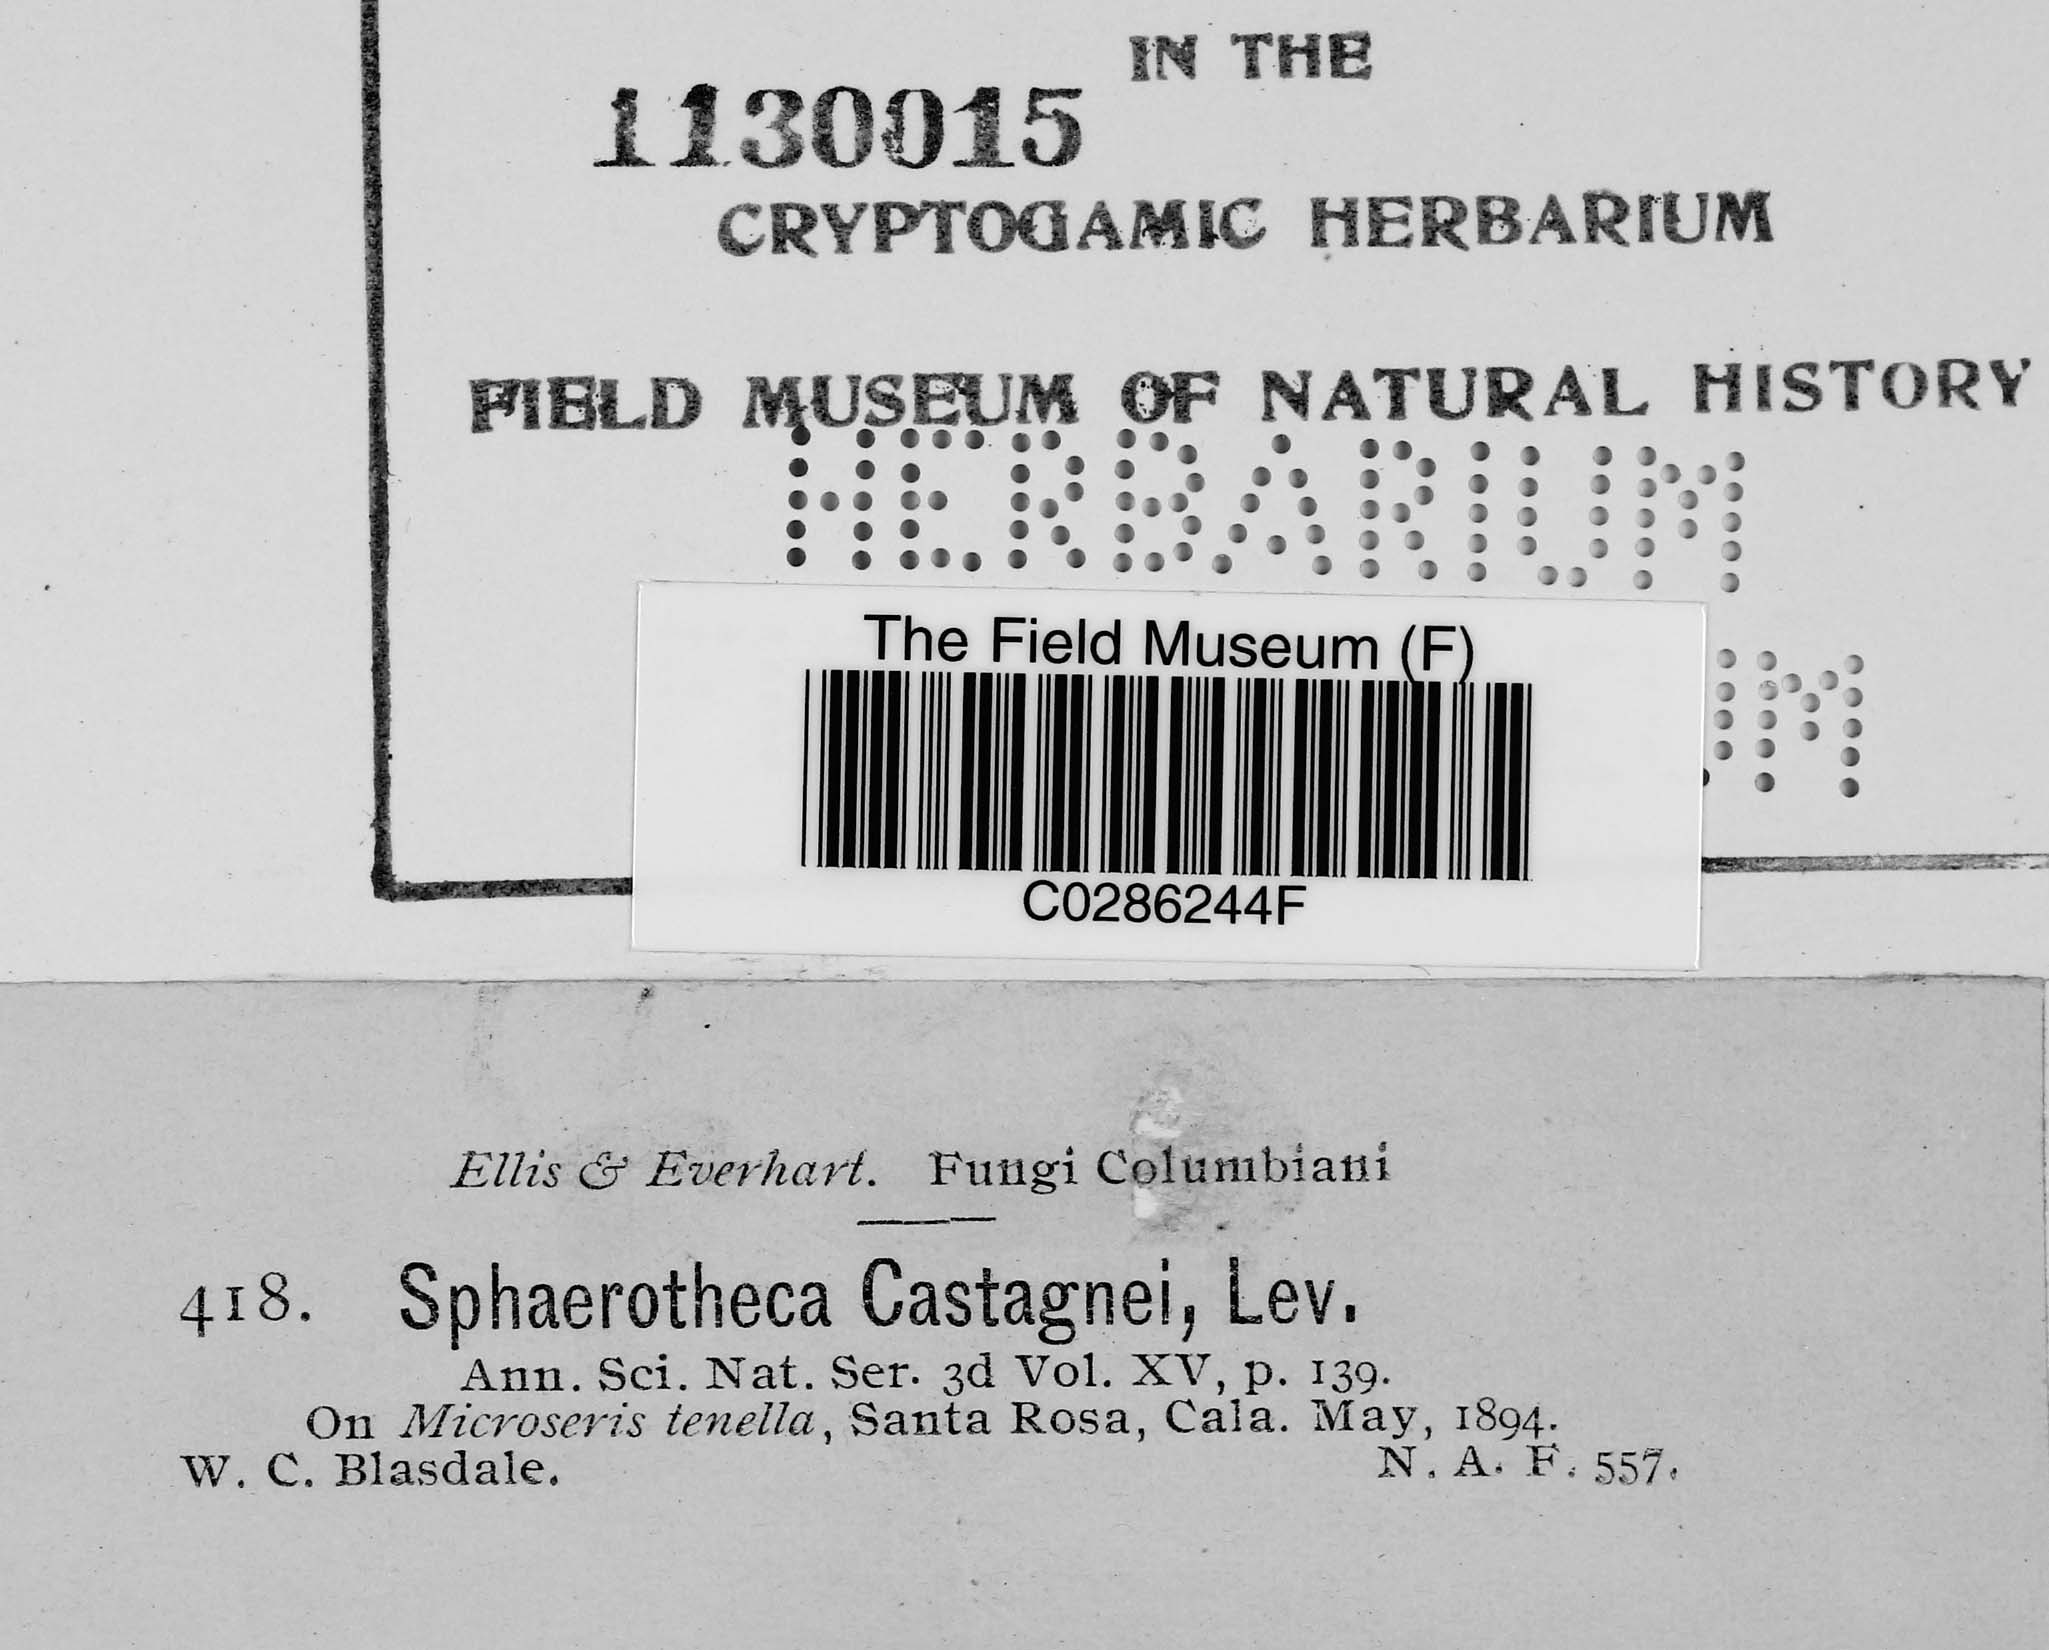 IN THE
1130015
CRYPTOGAMIC HERBARIUM
FIELD MUSEUM OF NATURAL HISTORY
HERBARIUM
The Field Museum (F)
C0286244F
Ellis & Everhart. Fungi Columbiani
418. Sphaerotheca Castagnei, Lev.
Ann. Sci. Nat. Ser. 3d Vol. XV, p. 139.
On Microseris tenella, Santa Rosa, Cala. May, 1894.
W. C. Blasdale. N. A. F. 557.